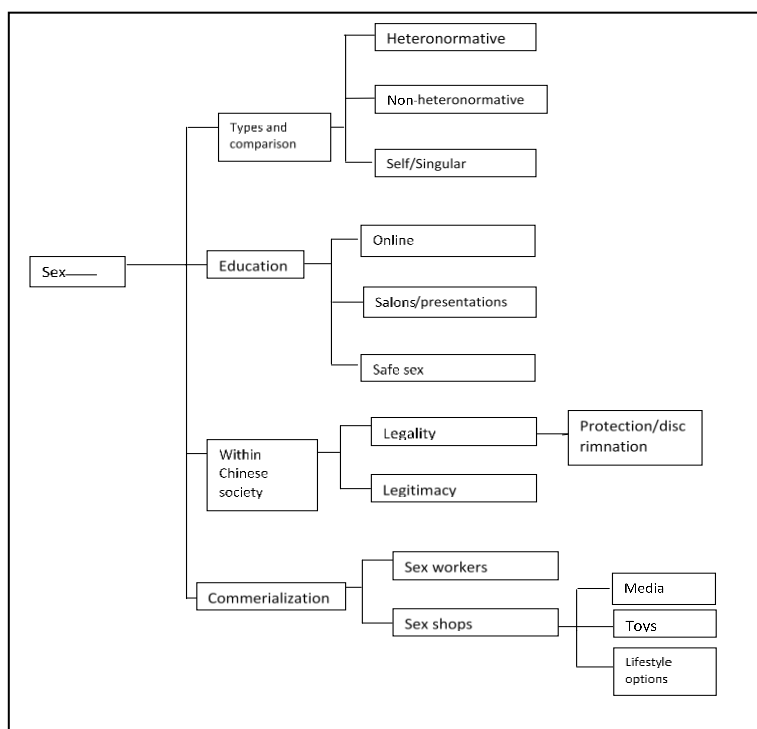 Heteronormative
Non-heteronormative
Types and
comparison
Self/Singular
Sex
Education
Online
Salons/presentations
Safe sex
Within
Chinese
society
Legality
Protection/disc
rimnation
Legitimacy
Commerialization
Sex workers
Sex shops
Media
Toys
Lifestyle
options